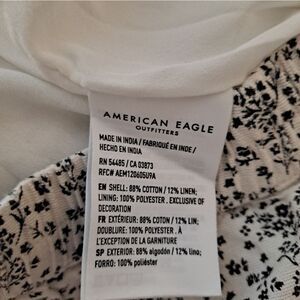 AMERICAN EAGLE
OUTFITTERS
MADE IN INDIA / FABRIQUÉ EN INDE /
HECHO EN INDIA
RN 54485 / CA 03873
RFC# AEM120605U9A
EN SHELL: 88% COTTON / 12% LINEN;
LINING: 100% POLYESTER. EXCLUSIVE OF
DECORATION
FR EXTÉRIEUR: 88% COTON / 12% LIN;
DOUBLURE: 100% POLYESTER . À
L'EXCEPTION DE LA GARNITURE
SP EXTERIOR: 88% algodón / 12% lino;
FORRO: 100% poliéster